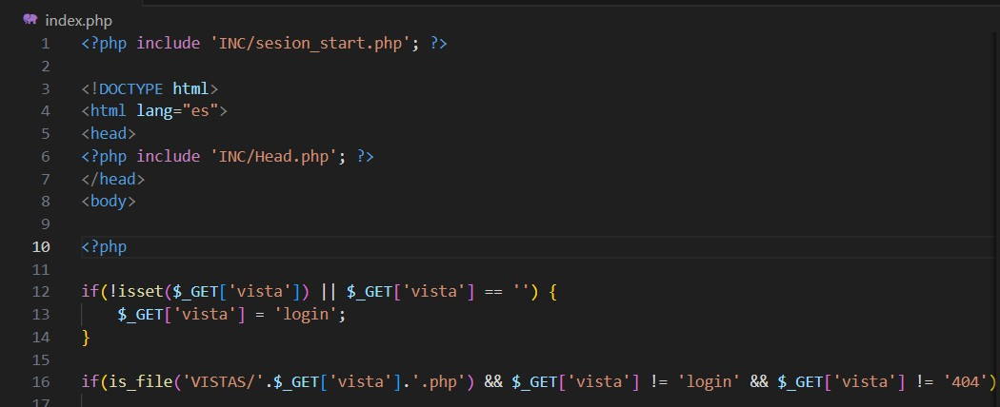 index.php
1 <?php include 'INC/sesion_start.php'; ?>
2
3 <!DOCTYPE html>
4 <html lang="es">
5 <head>
6 <?php include 'INC/Head.php'; ?>
7 </head>
8 <body>
9
10 <?php
11
12 if(!isset($_GET['vista']) || $_GET['vista'] == '') {
13 $_GET['vista'] = 'login';
14 }
15
16 if(is_file('VISTAS/'.$_GET['vista'].'.php') && $_GET['vista'] != 'login' && $_GET['vista'] != '404')
17